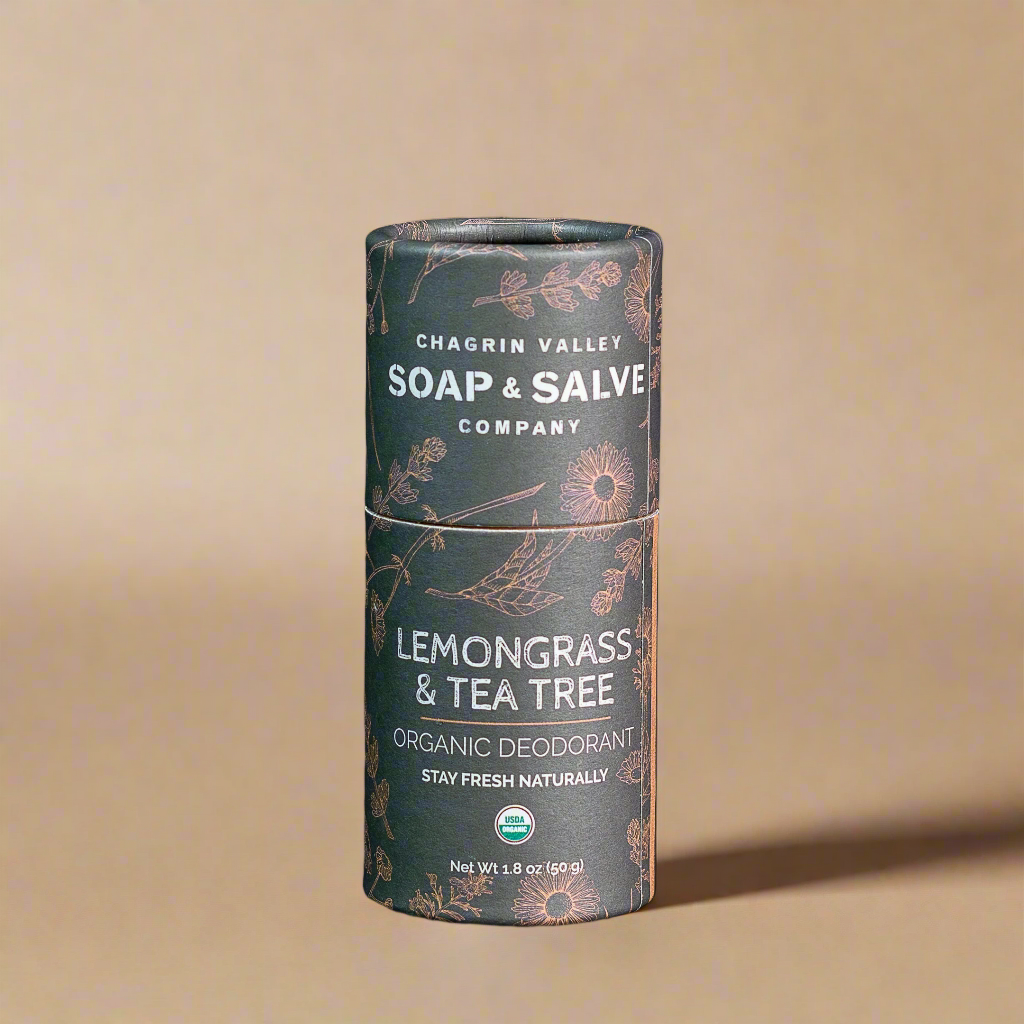 CHAGRIN VALLEY
SOAP & SALVE
COMPANY
LEMONGRASS
& TEA TREE
ORGANIC DEODORANT
STAY FRESH NATURALLY
USDA
ORGANIC
Net Wt 1.8 oz (50 g)